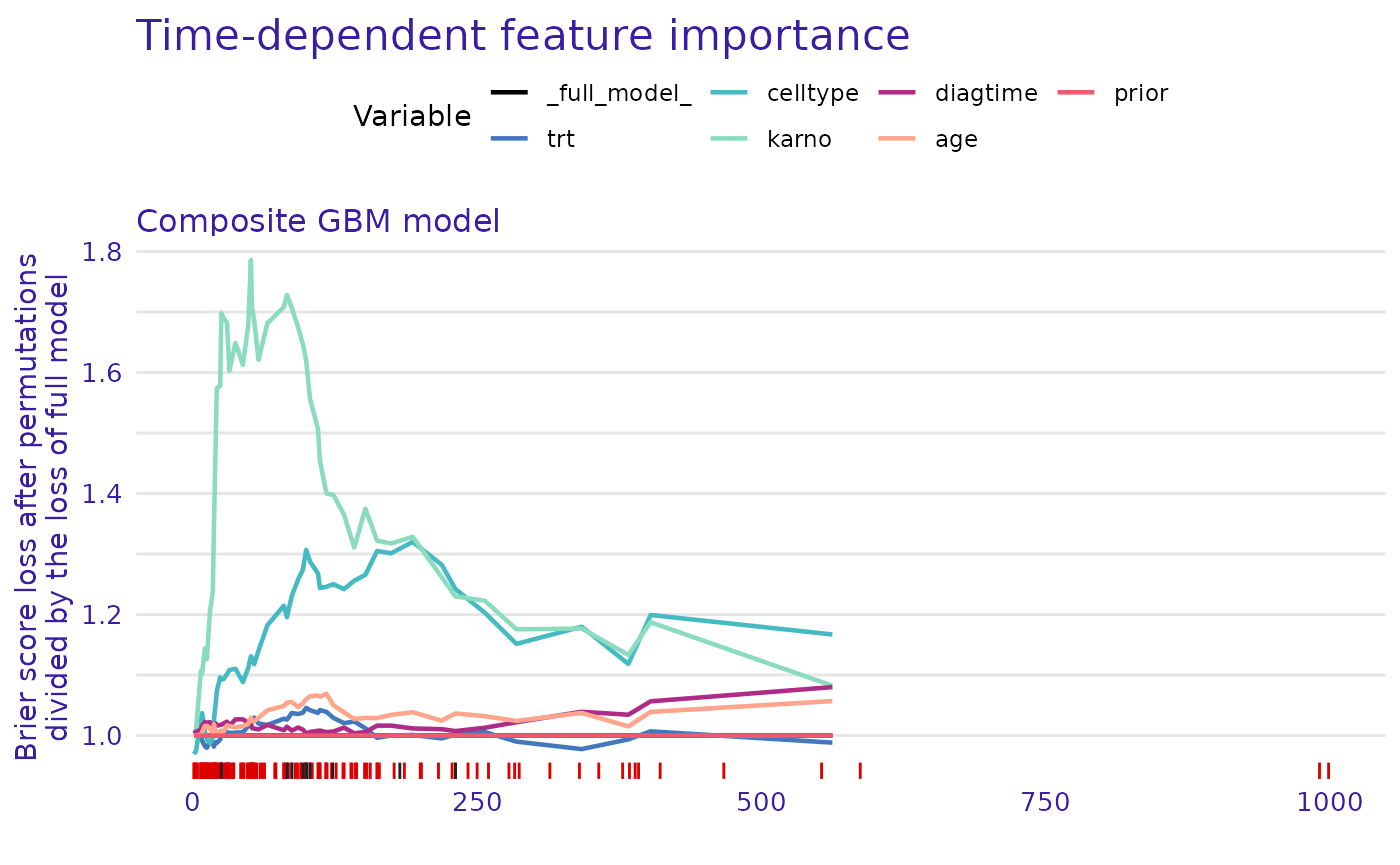 Time-dependent feature importance
Variable
_full_model_ celltype diagtime prior
trt karno age
Composite GBM model
Brier score loss after permutations
divided by the loss of full model
1.8
1.6
1.4
1.2
1.0
0 250 500 750 1000